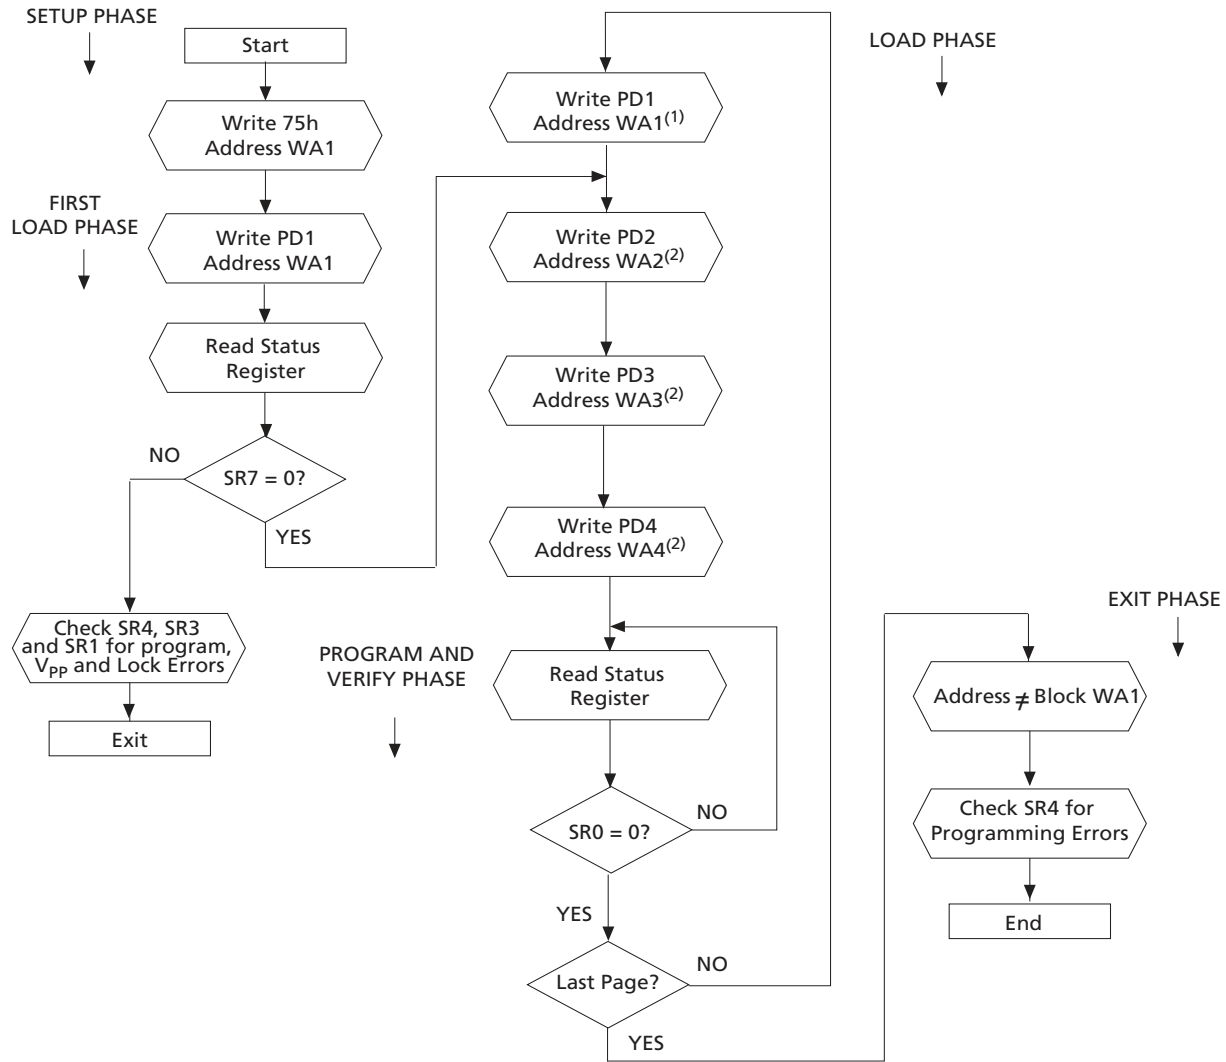 SETUP PHASE
Start
Write 75h
Address WA1
FIRST
LOAD PHASE
Write PD1
Address WA1
Read Status
Register
NO
SR7 = 0?
YES
Check SR4, SR3
and SR1 for program,
VPP and Lock Errors
Exit
LOAD PHASE
Write PD1
Address WA1(1)
Write PD2
Address WA2(2)
Write PD3
Address WA3(2)
Write PD4
Address WA4(2)
PROGRAM AND
VERIFY PHASE
Read Status
Register
NO
SR0 = 0?
YES
NO
Last Page?
YES
EXIT PHASE
Address ≠ Block WA1
Check SR4 for
Programming Errors
End